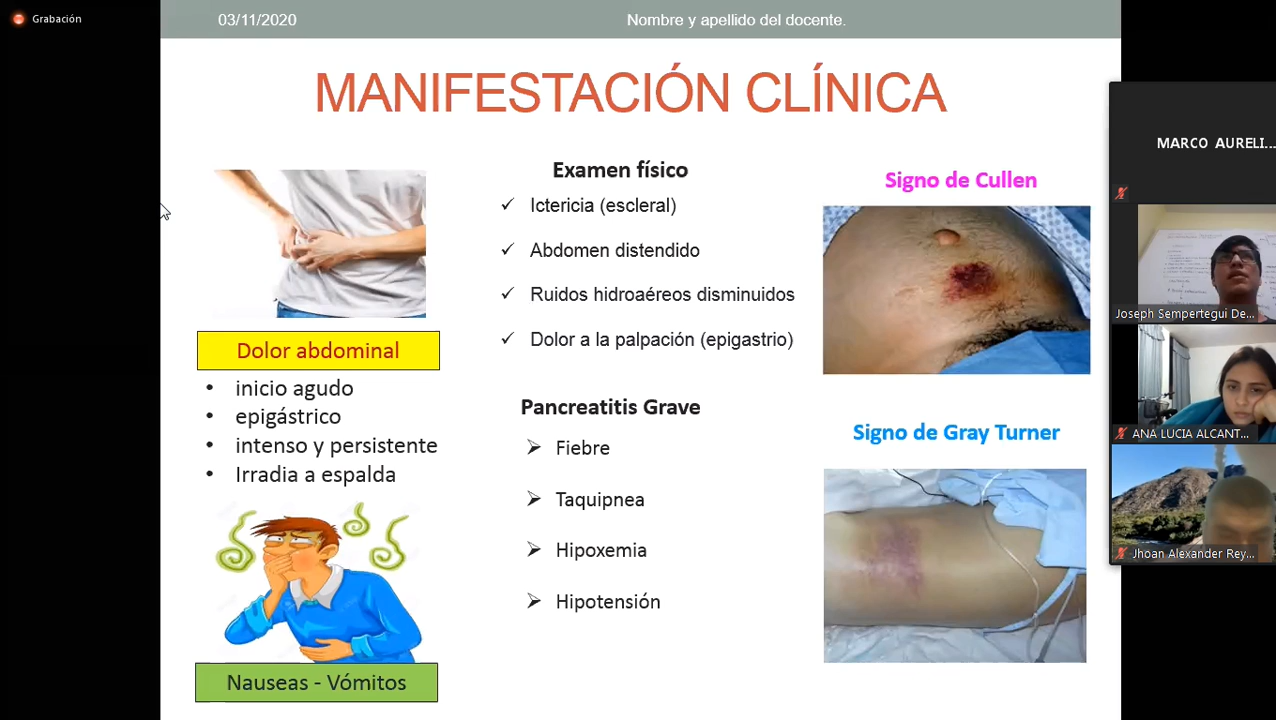 Grabación
03/11/2020
Nombre y apellido del docente.
MANIFESTACIÓN CLÍNICA
Dolor abdominal
• inicio agudo
• epigástrico
• intenso y persistente
• Irradia a espalda
Nauseas - Vómitos
Examen físico
✓ Ictericia (escleral)
✓ Abdomen distendido
✓ Ruidos hidroaéreos disminuidos
✓ Dolor a la palpación (epigastrio)
Pancreatitis Grave
➢ Fiebre
➢ Taquipnea
➢ Hipoxemia
➢ Hipotensión
Signo de Cullen
Signo de Gray Turner
MARCO AURELI...
Joseph Sempertegui De...
ANA LUCIA ALCANT...
Jhoan Alexander Rey...